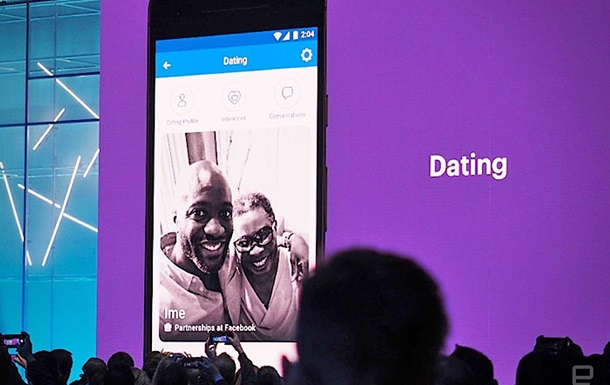 2:04
Dating
Dating Profile Interested Conversations
Dating
Ime
Partnerships at Facebook
e